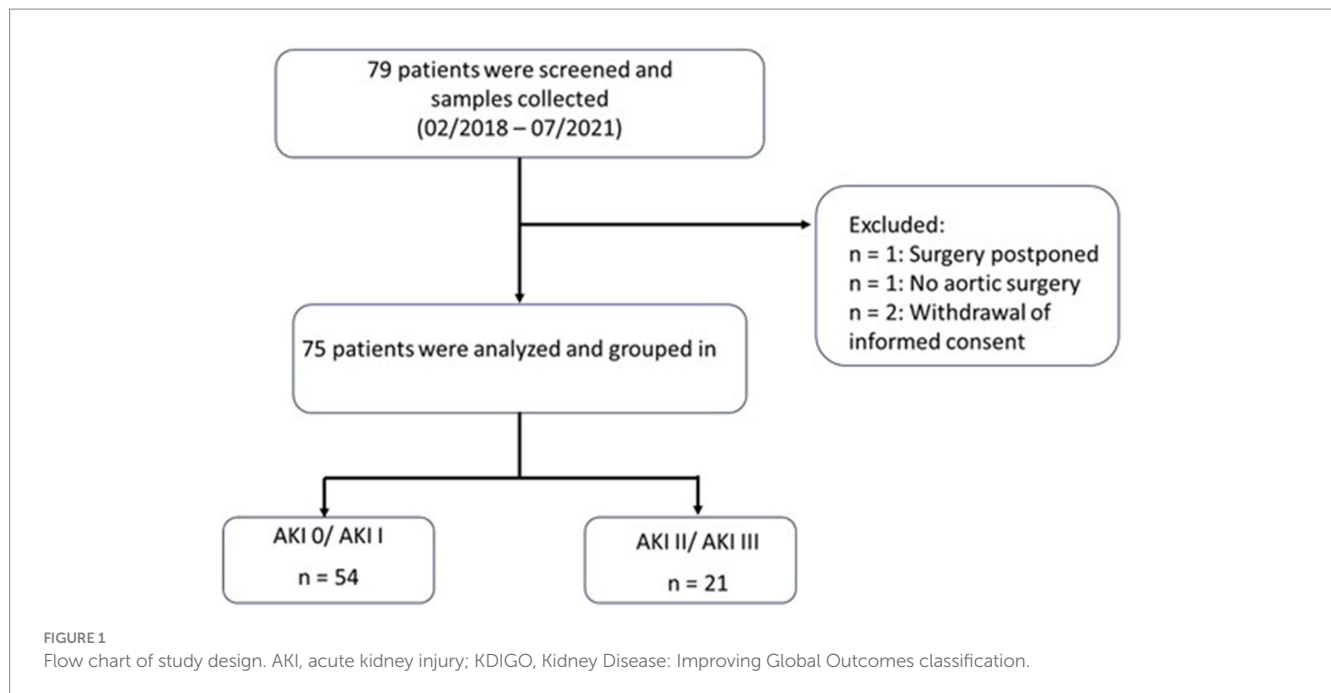 79 patients were screened and
samples collected
(02/2018 – 07/2021)
Excluded:
n = 1: Surgery postponed
n = 1: No aortic surgery
n = 2: Withdrawal of
informed consent
75 patients were analyzed and grouped in
AKI 0/ AKI I
n = 54
AKI II/ AKI III
n = 21
FIGURE 1
Flow chart of study design. AKI, acute kidney injury; KDIGO, Kidney Disease: Improving Global Outcomes classification.